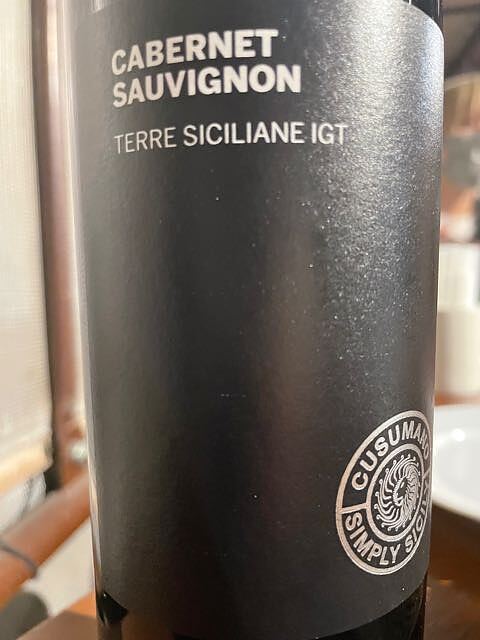 CABERNET
SAUVIGNON
TERRE SICILIANE IGT
CUSUMANO
SIMPLY SICILY